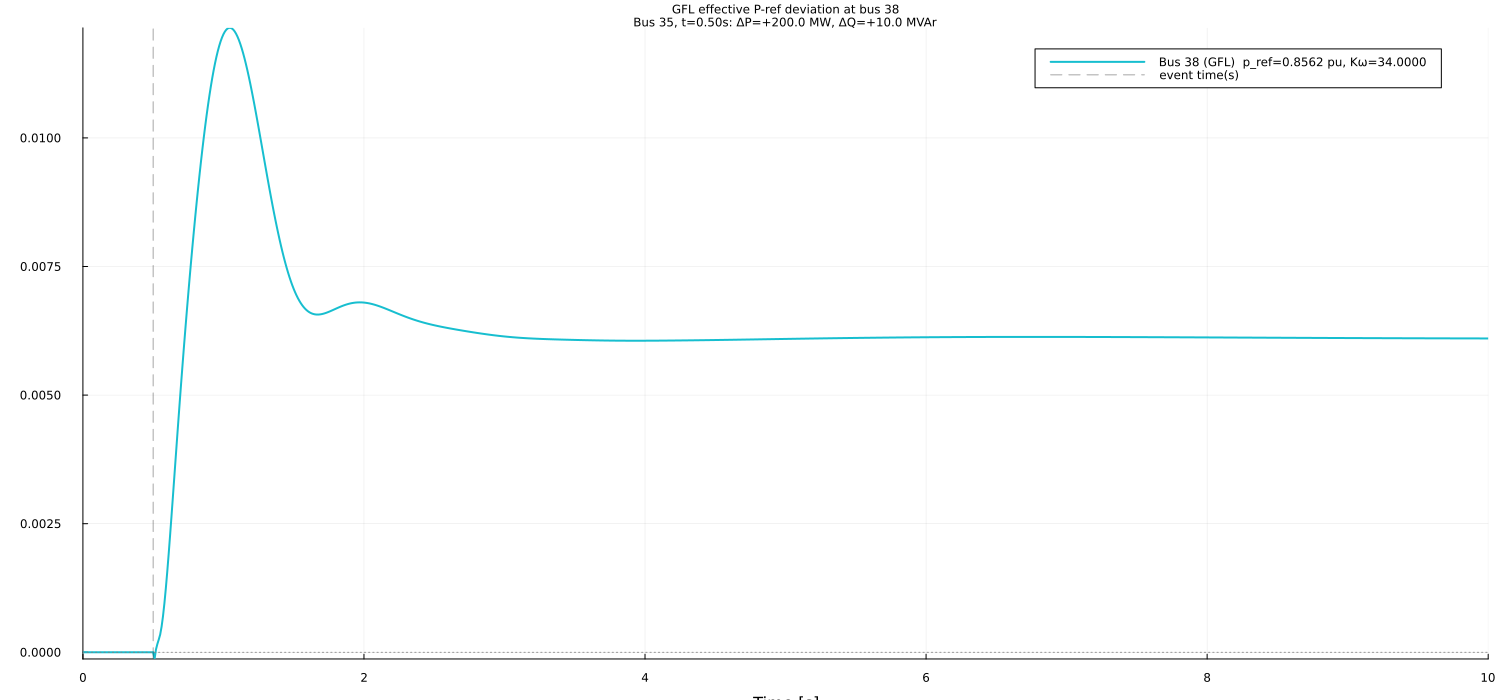 GFL effective P-ref deviation at bus 38
Bus 35, t=0.50s: ΔP=+200.0 MW, ΔQ=+10.0 MVAr
Bus 38 (GFL)  p_ref=0.8562 pu, Kω=34.0000
event time(s)
0.0100
0.0075
0.0050
0.0025
0.0000
0
2
4
6
8
10
Time [s]